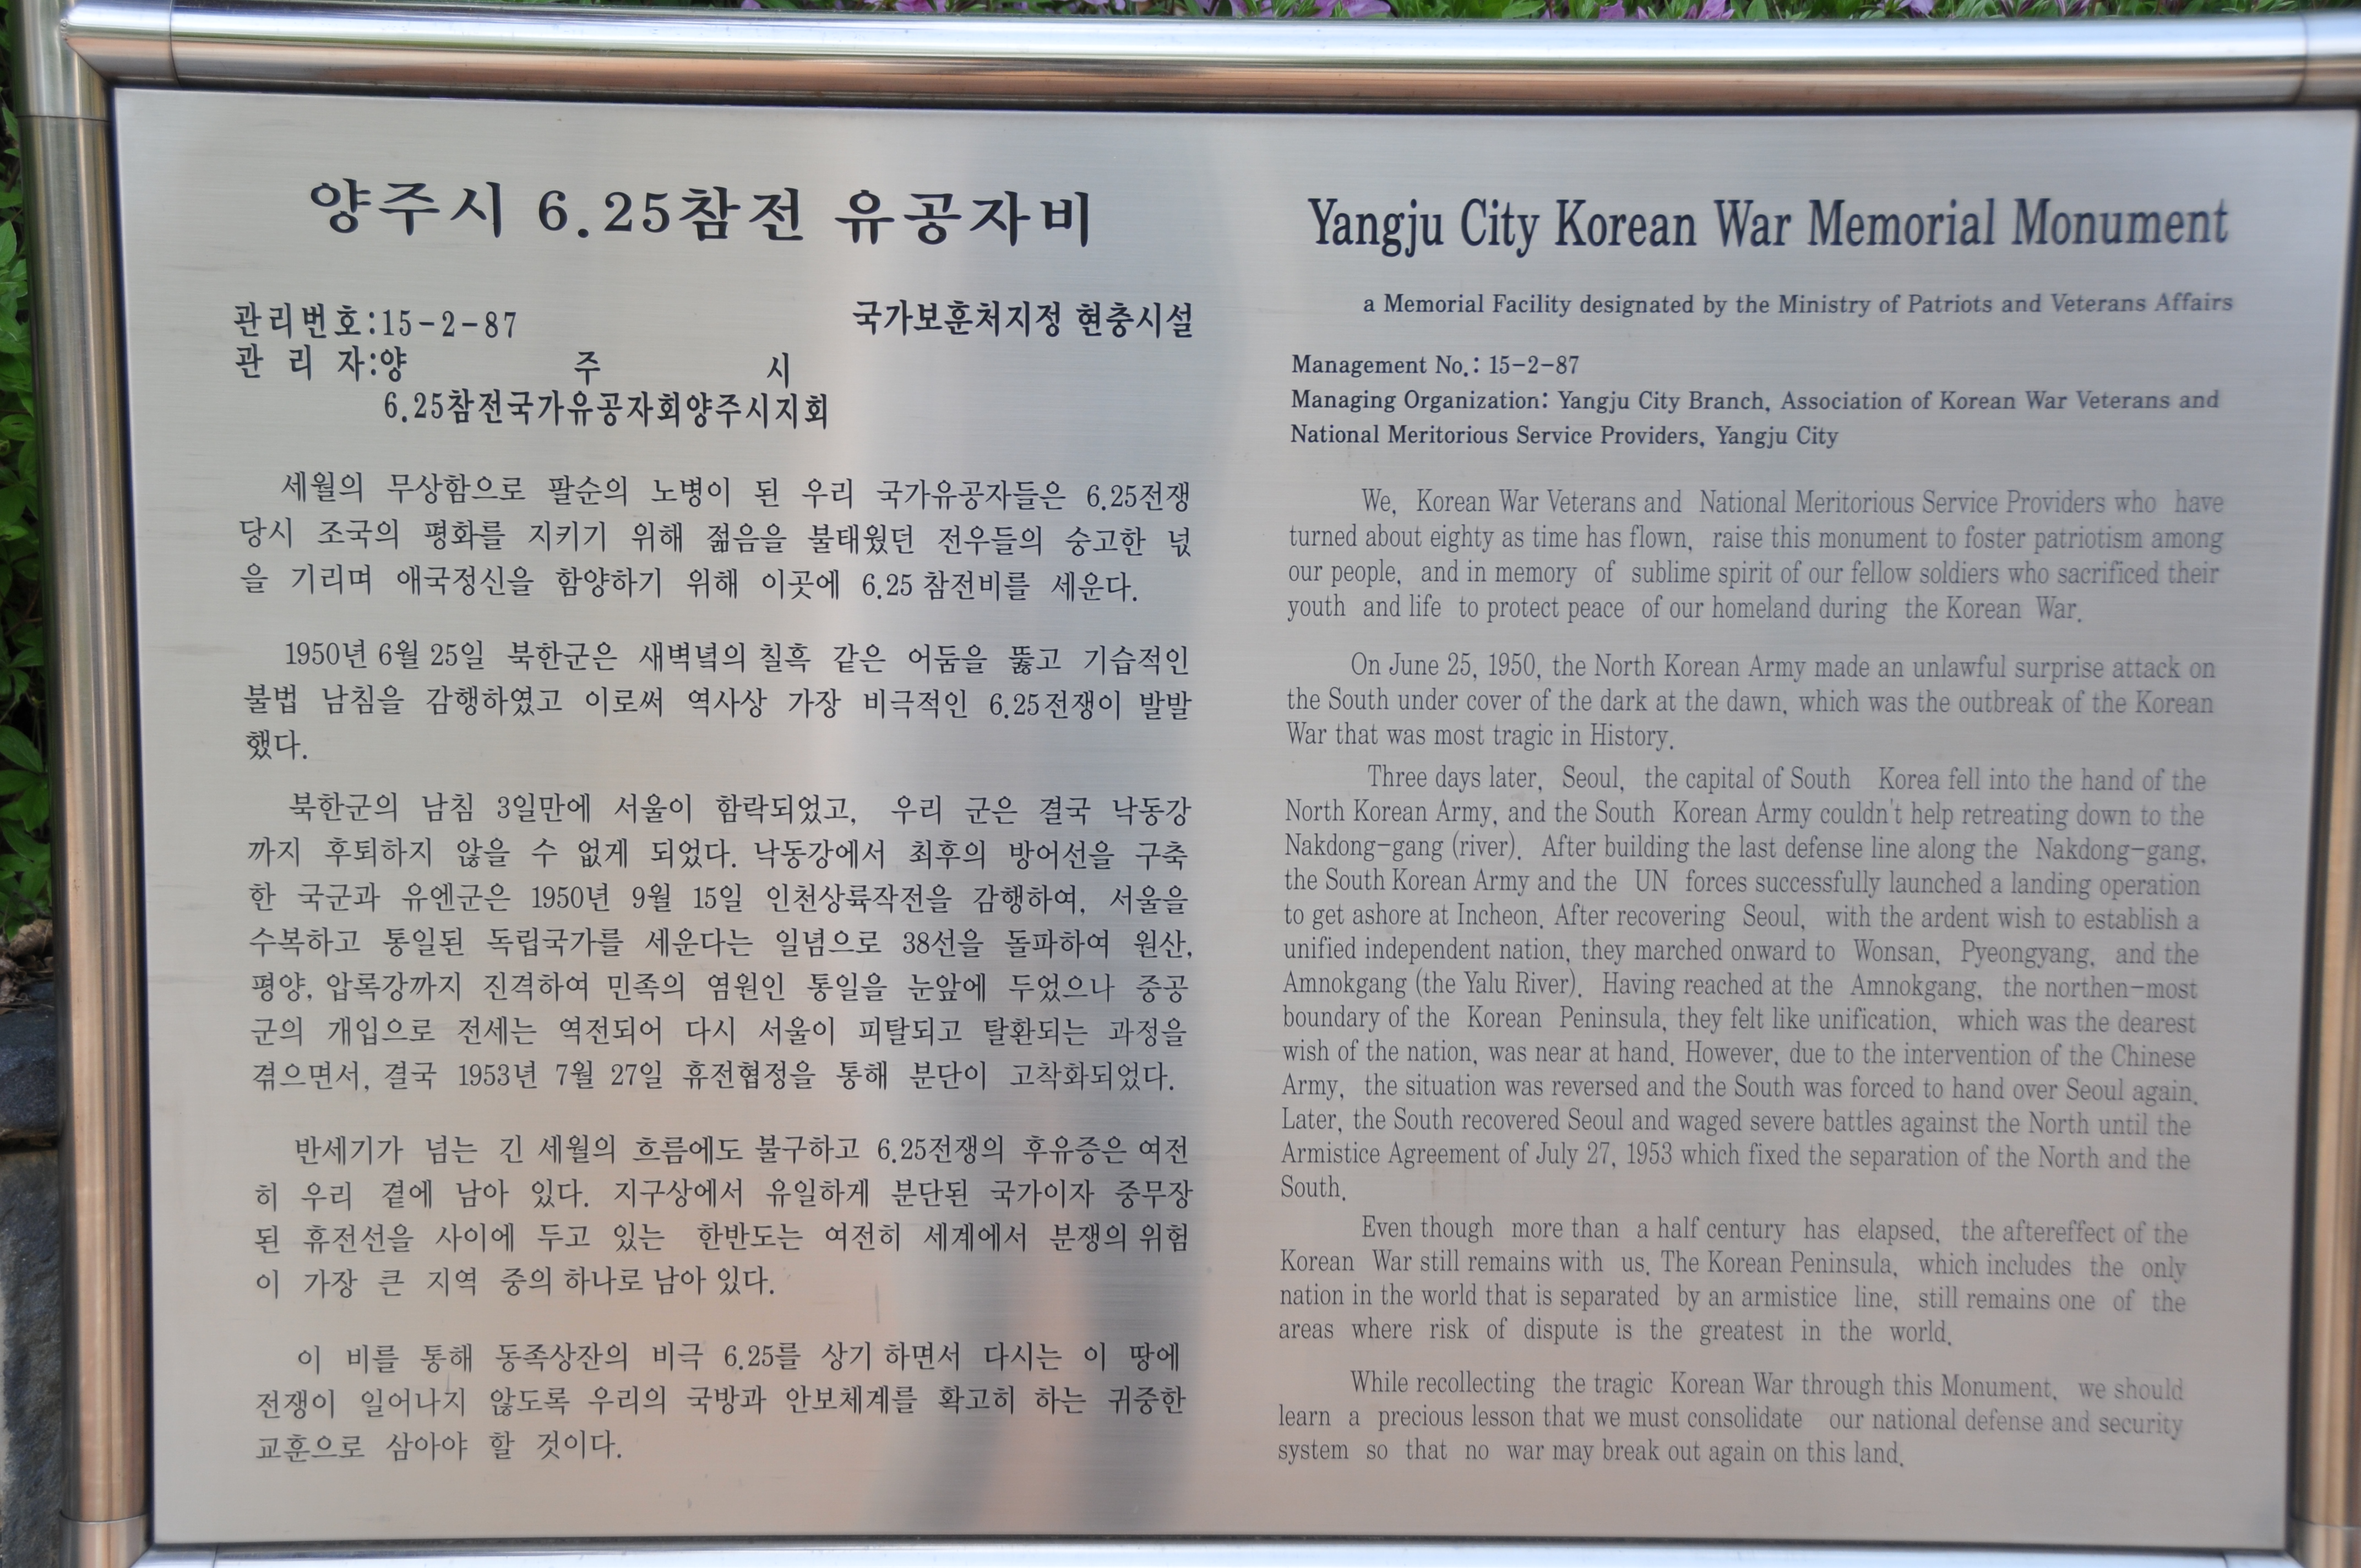 양주시 6.25참전 유공자비
관리번호:15-2-87 국가보훈처지정 현충시설
관 리 자:양 주 시
6.25참전국가유공자회양주시지회
세월의 무상함으로 팔순의 노병이 된 우리 국가유공자들은 6.25전쟁
당시 조국의 평화를 지키기 위해 젊음을 불태웠던 전우들의 숭고한 넋
을 기리며 애국정신을 함양하기 위해 이곳에 6.25 참전비를 세운다.
1950년 6월 25일 북한군은 새벽녘의 칠흑 같은 어둠을 뚫고 기습적인
불법 남침을 감행하였고 이로써 역사상 가장 비극적인 6.25전쟁이 발발
했다.
북한군의 남침 3일만에 서울이 함락되었고, 우리 군은 결국 낙동강
까지 후퇴하지 않을 수 없게 되었다. 낙동강에서 최후의 방어선을 구축
한 국군과 유엔군은 1950년 9월 15일 인천상륙작전을 감행하여, 서울을
수복하고 통일된 독립국가를 세운다는 일념으로 38선을 돌파하여 원산,
평양, 압록강까지 진격하여 민족의 염원인 통일을 눈앞에 두었으나 중공
군의 개입으로 전세는 역전되어 다시 서울이 피탈되고 탈환되는 과정을
겪으면서, 결국 1953년 7월 27일 휴전협정을 통해 분단이 고착화되었다.
반세기가 넘는 긴 세월의 흐름에도 불구하고 6.25전쟁의 후유증은 여전
히 우리 곁에 남아 있다. 지구상에서 유일하게 분단된 국가이자 중무장
된 휴전선을 사이에 두고 있는 한반도는 여전히 세계에서 분쟁의 위험
이 가장 큰 지역 중의 하나로 남아 있다.
이 비를 통해 동족상잔의 비극 6.25를 상기 하면서 다시는 이 땅에
전쟁이 일어나지 않도록 우리의 국방과 안보체계를 확고히 하는 귀중한
교훈으로 삼아야 할 것이다.
Yangju City Korean War Memorial Monument
a Memorial Facility designated by the Ministry of Patriots and Veterans Affairs
Management No.: 15-2-87
Managing Organization: Yangju City Branch, Association of Korean War Veterans and
National Meritorious Service Providers, Yangju City
We, Korean War Veterans and National Meritorious Service Providers who have
turned about eighty as time has flown, raise this monument to foster patriotism among
our people, and in memory of sublime spirit of our fellow soldiers who sacrificed their
youth and life to protect peace of our homeland during the Korean War.
On June 25, 1950, the North Korean Army made an unlawful surprise attack on
the South under cover of the dark at the dawn, which was the outbreak of the Korean
War that was most tragic in History.
Three days later, Seoul, the capital of South Korea fell into the hand of the
North Korean Army, and the South Korean Army couldn't help retreating down to the
Nakdong-gang (river). After building the last defense line along the Nakdong-gang,
the South Korean Army and the UN forces successfully launched a landing operation
to get ashore at Incheon. After recovering Seoul, with the ardent wish to establish a
unified independent nation, they marched onward to Wonsan, Pyeongyang, and the
Amnokgang (the Yalu River). Having reached at the Amnokgang, the northen-most
boundary of the Korean Peninsula, they felt like unification, which was the dearest
wish of the nation, was near at hand. However, due to the intervention of the Chinese
Army, the situation was reversed and the South was forced to hand over Seoul again.
Later, the South recovered Seoul and waged severe battles against the North until the
Armistice Agreement of July 27, 1953 which fixed the separation of the North and the
South.
Even though more than a half century has elapsed, the aftereffect of the
Korean War still remains with us. The Korean Peninsula, which includes the only
nation in the world that is separated by an armistice line, still remains one of the
areas where risk of dispute is the greatest in the world.
While recollecting the tragic Korean War through this Monument, we should
learn a precious lesson that we must consolidate our national defense and security
system so that no war may break out again on this land.